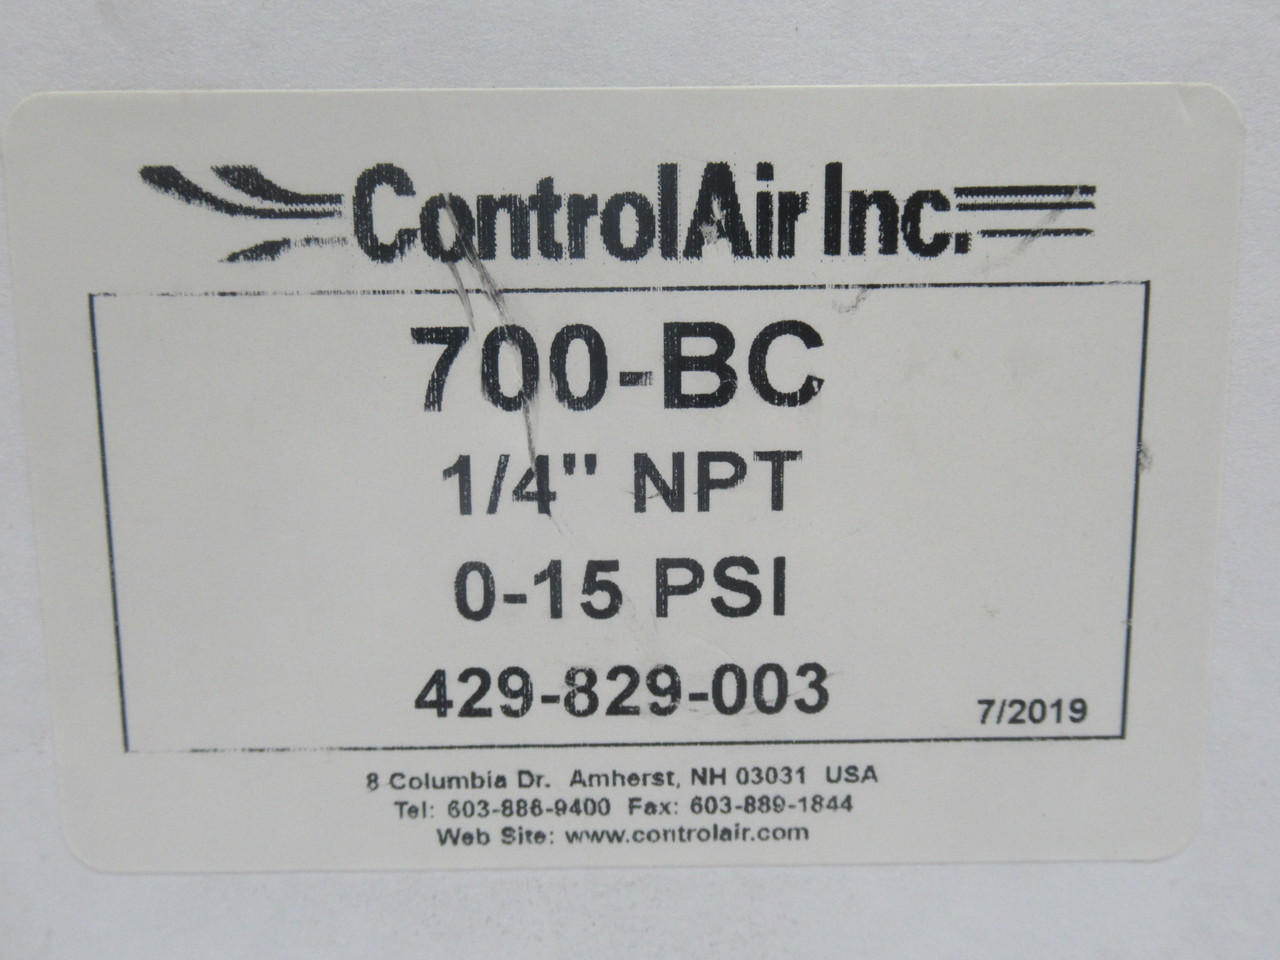 ControlAir Inc.
700-BC
1/4" NPT
0-15 PSI
429-829-003
7/2019
8 Columbia Dr. Amherst, NH 03031 USA
Tel: 603-886-9400 Fax: 603-889-1844
Web Site: www.controlair.com